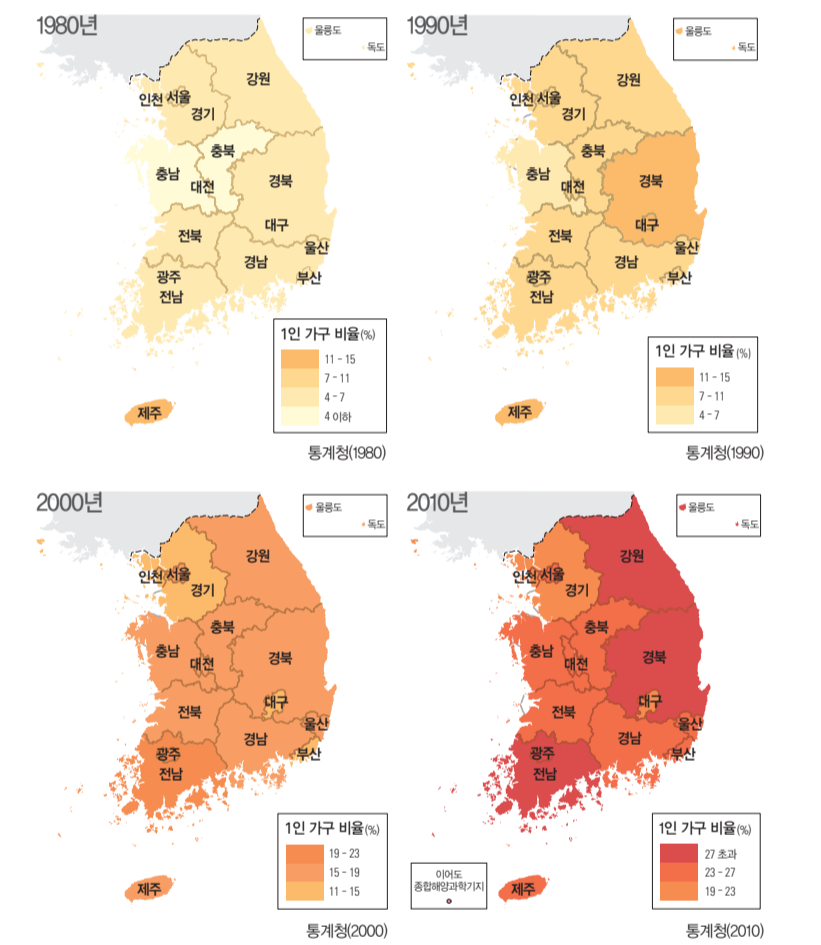 1980년
울릉도
독도
강원
인천 서울
경기
충북
충남
대전
경북
대구
전북
울산
경남
부산
광주
전남
1인 가구 비율(%)
11 - 15
7 - 11
4 - 7
4 이하
제주
통계청(1980)
1990년
울릉도
독도
강원
인천 서울
경기
충북
충남
대전
경북
대구
전북
울산
경남
부산
광주
전남
1인 가구 비율(%)
11 - 15
7 - 11
4 - 7
제주
통계청(1990)
2000년
울릉도
독도
강원
인천 서울
경기
충북
충남
대전
경북
대구
전북
울산
경남
부산
광주
전남
1인 가구 비율(%)
19 - 23
15 - 19
11 - 15
제주
통계청(2000)
2010년
울릉도
독도
강원
인천 서울
경기
충북
충남
대전
경북
대구
전북
울산
경남
부산
광주
전남
1인 가구 비율(%)
27 초과
23 - 27
19 - 23
이어도
종합해양과학기지
제주
통계청(2010)